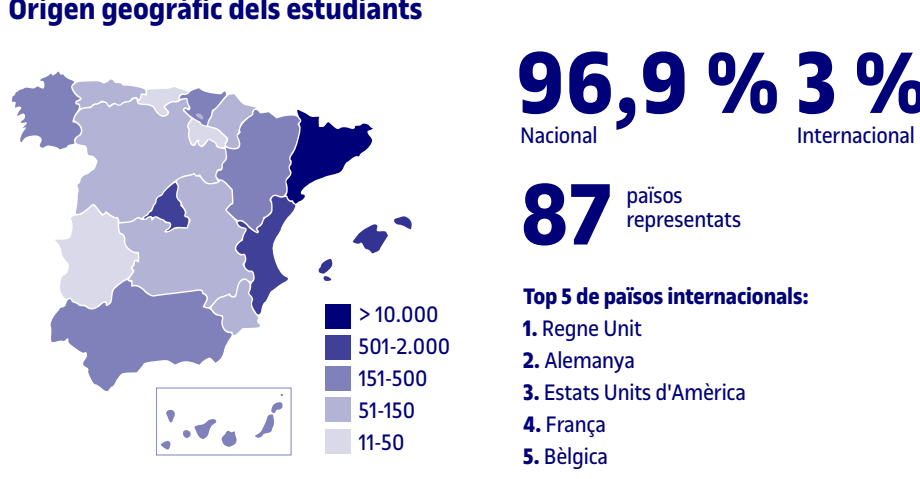 Origen geogràfic dels estudiants
96,9 % 3 %
Nacional
Internacional
87
països
representats
Top 5 de països internacionals:
1. Regne Unit
2. Alemanya
3. Estats Units d'Amèrica
4. França
5. Bèlgica
> 10.000
501-2.000
151-500
51-150
11-50